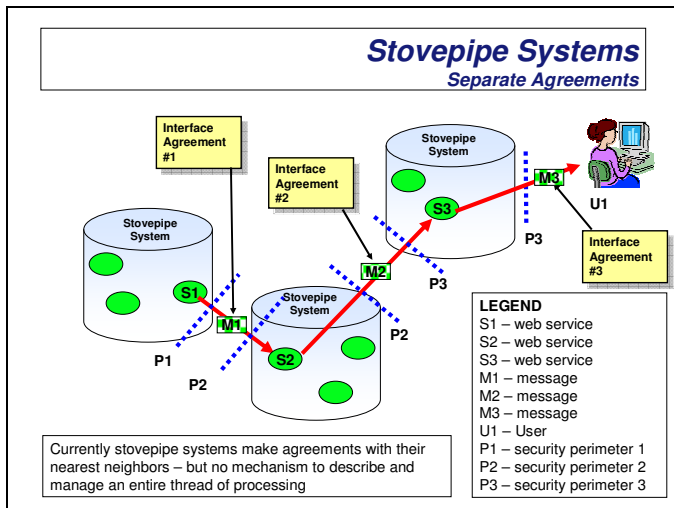 Stovepipe Systems
Separate Agreements
Interface
Agreement
#1
Interface
Agreement
#2
Stovepipe
System
S3
M3
U1
P3
Interface
Agreement
#3
Stovepipe
System
S1
M1
P1
P2
Stovepipe
System
S2
M2
P3
P2
LEGEND
S1 – web service
S2 – web service
S3 – web service
M1 – message
M2 – message
M3 – message
U1 – User
P1 – security perimeter 1
P2 – security perimeter 2
P3 – security perimeter 3
Currently stovepipe systems make agreements with their
nearest neighbors – but no mechanism to describe and
manage an entire thread of processing